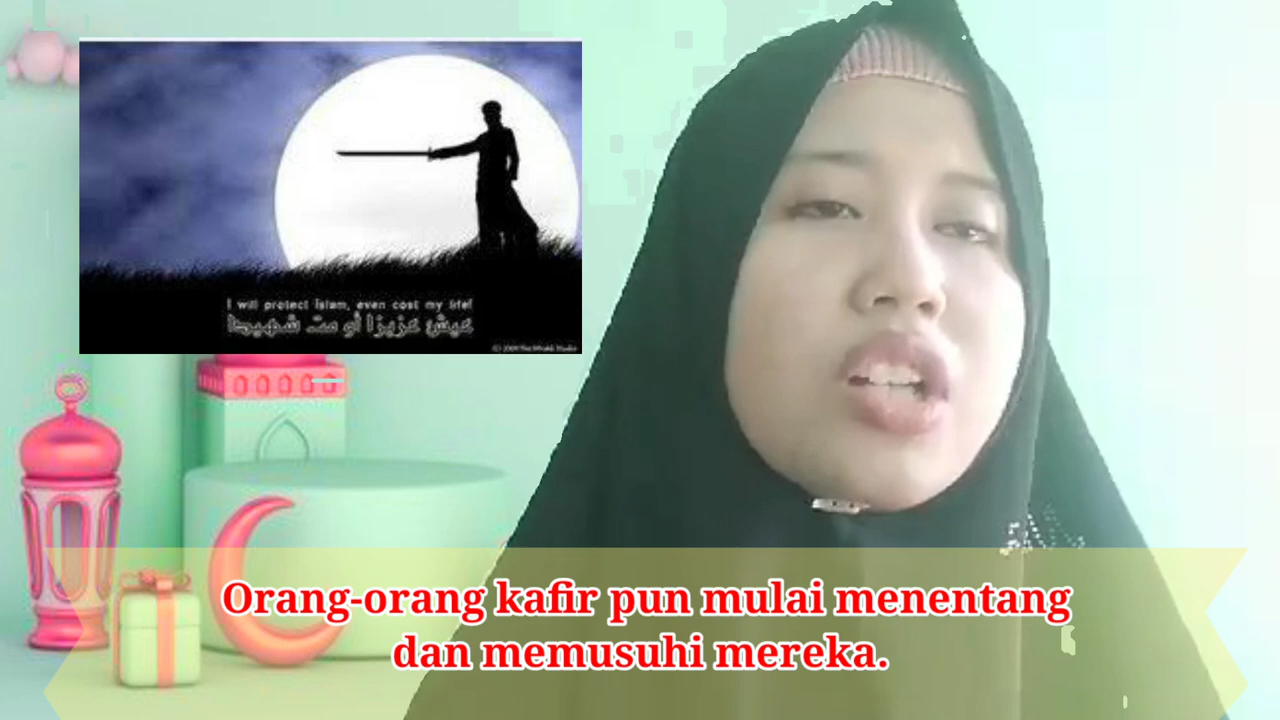 I will protect Islam, even cost my life!
عيش عزيزا أو مت شهيدا
Orang-orang kafir pun mulai menentang
dan memusuhi mereka.